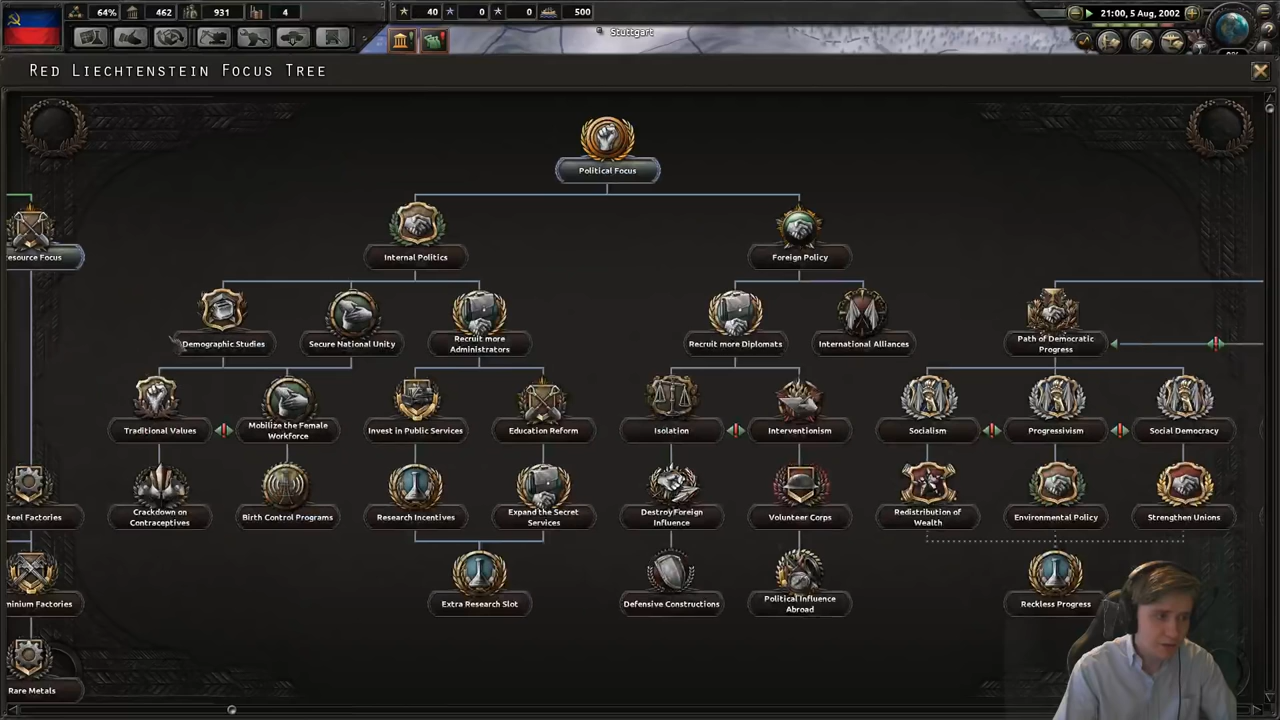 64% 462 931 4 40 0 0 500 21:00, 5 Aug, 2002
Stuttgart
Red Liechtenstein Focus Tree
Political Focus
Internal Politics
Foreign Policy
esource Focus
Demographic Studies
Secure National Unity
Recruit more
Administrators
Recruit more Diplomats
International Alliances
Path of Democratic
Progress
Traditional Values
Mobilize the Female
Workforce
Invest in Public Services
Education Reform
Isolation
Interventionism
Socialism
Progressivism
Social Democracy
teel Factories
Crackdown on
Contraceptives
Birth Control Programs
Research Incentives
Expand the Secret
Services
Destroy Foreign
Influence
Volunteer Corps
Redistribution of
Wealth
Environmental Policy
Strengthen Unions
minium Factories
Extra Research Slot
Defensive Constructions
Political Influence
Abroad
Reckless Progress
Rare Metals